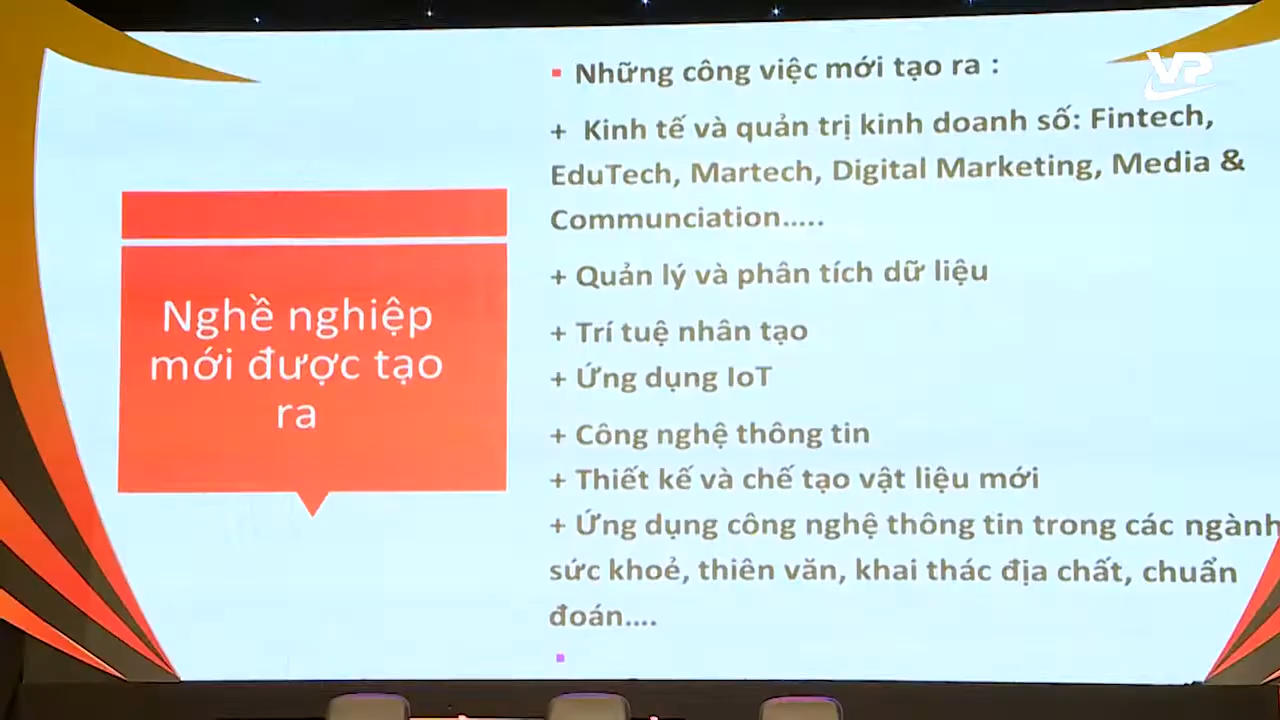 VP
Nghề nghiệp
mới được tạo
ra
Những công việc mới tạo ra :
+ Kinh tế và quản trị kinh doanh số: Fintech,
EduTech, Martech, Digital Marketing, Media &
Communciation.....
+ Quản lý và phân tích dữ liệu
+ Trí tuệ nhân tạo
+ Ứng dụng IoT
+ Công nghệ thông tin
+ Thiết kế và chế tạo vật liệu mới
+ Ứng dụng công nghệ thông tin trong các ngành
sức khoẻ, thiên văn, khai thác địa chất, chuẩn
đoán....